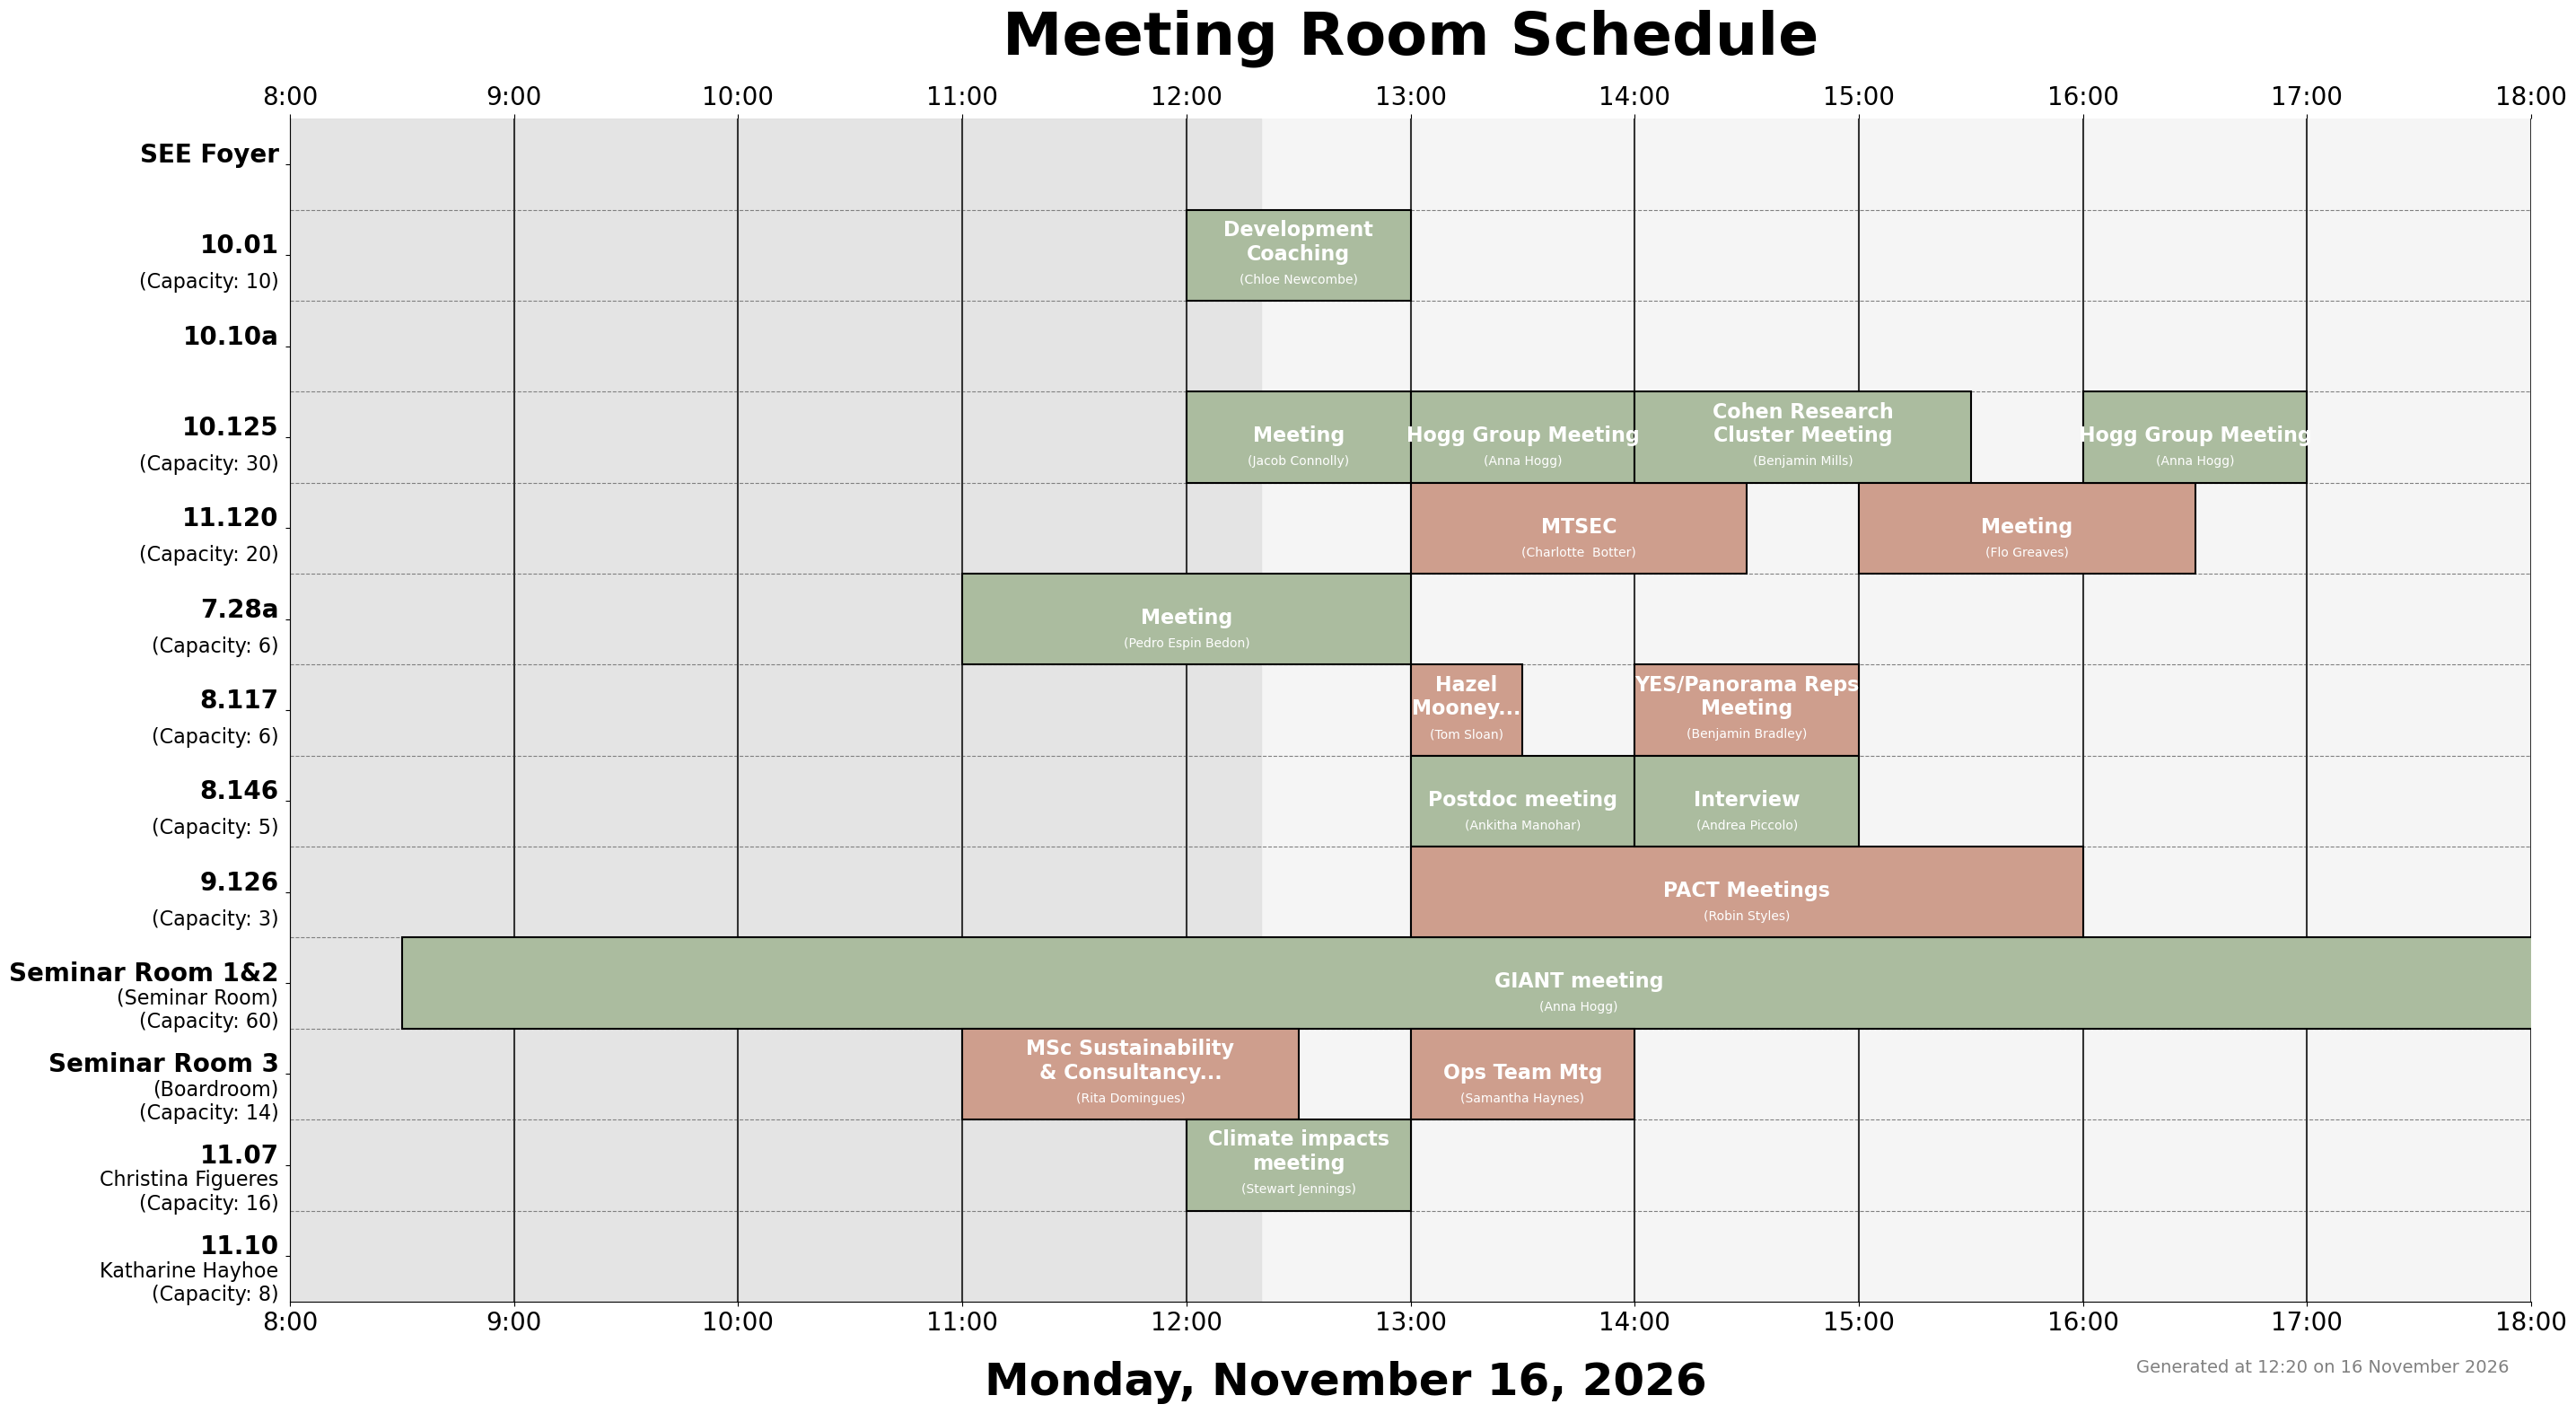 Meeting Room Schedule
8:00 9:00 10:00 11:00 12:00 13:00 14:00 15:00 16:00 17:00 18:00
SEE Foyer
10.01
(Capacity: 10)
Development
Coaching
(Chloe Newcombe)
10.10a
10.125
(Capacity: 30)
Meeting
(Jacob Connolly)
Hogg Group Meeting
(Anna Hogg)
Cohen Research
Cluster Meeting
(Benjamin Mills)
Hogg Group Meeting
(Anna Hogg)
11.120
(Capacity: 20)
MTSEC
(Charlotte  Botter)
Meeting
(Flo Greaves)
7.28a
(Capacity: 6)
Meeting
(Pedro Espin Bedon)
8.117
(Capacity: 6)
Hazel
Mooney...
(Tom Sloan)
YES/Panorama Reps
Meeting
(Benjamin Bradley)
8.146
(Capacity: 5)
Postdoc meeting
(Ankitha Manohar)
Interview
(Andrea Piccolo)
9.126
(Capacity: 3)
PACT Meetings
(Robin Styles)
Seminar Room 1&2
(Seminar Room)
(Capacity: 60)
GIANT meeting
(Anna Hogg)
Seminar Room 3
(Boardroom)
(Capacity: 14)
MSc Sustainability
& Consultancy...
(Rita Domingues)
Ops Team Mtg
(Samantha Haynes)
11.07
Christina Figueres
(Capacity: 16)
Climate impacts
meeting
(Stewart Jennings)
11.10
Katharine Hayhoe
(Capacity: 8)
8:00 9:00 10:00 11:00 12:00 13:00 14:00 15:00 16:00 17:00 18:00
Monday, November 16, 2026
Generated at 12:20 on 16 November 2026